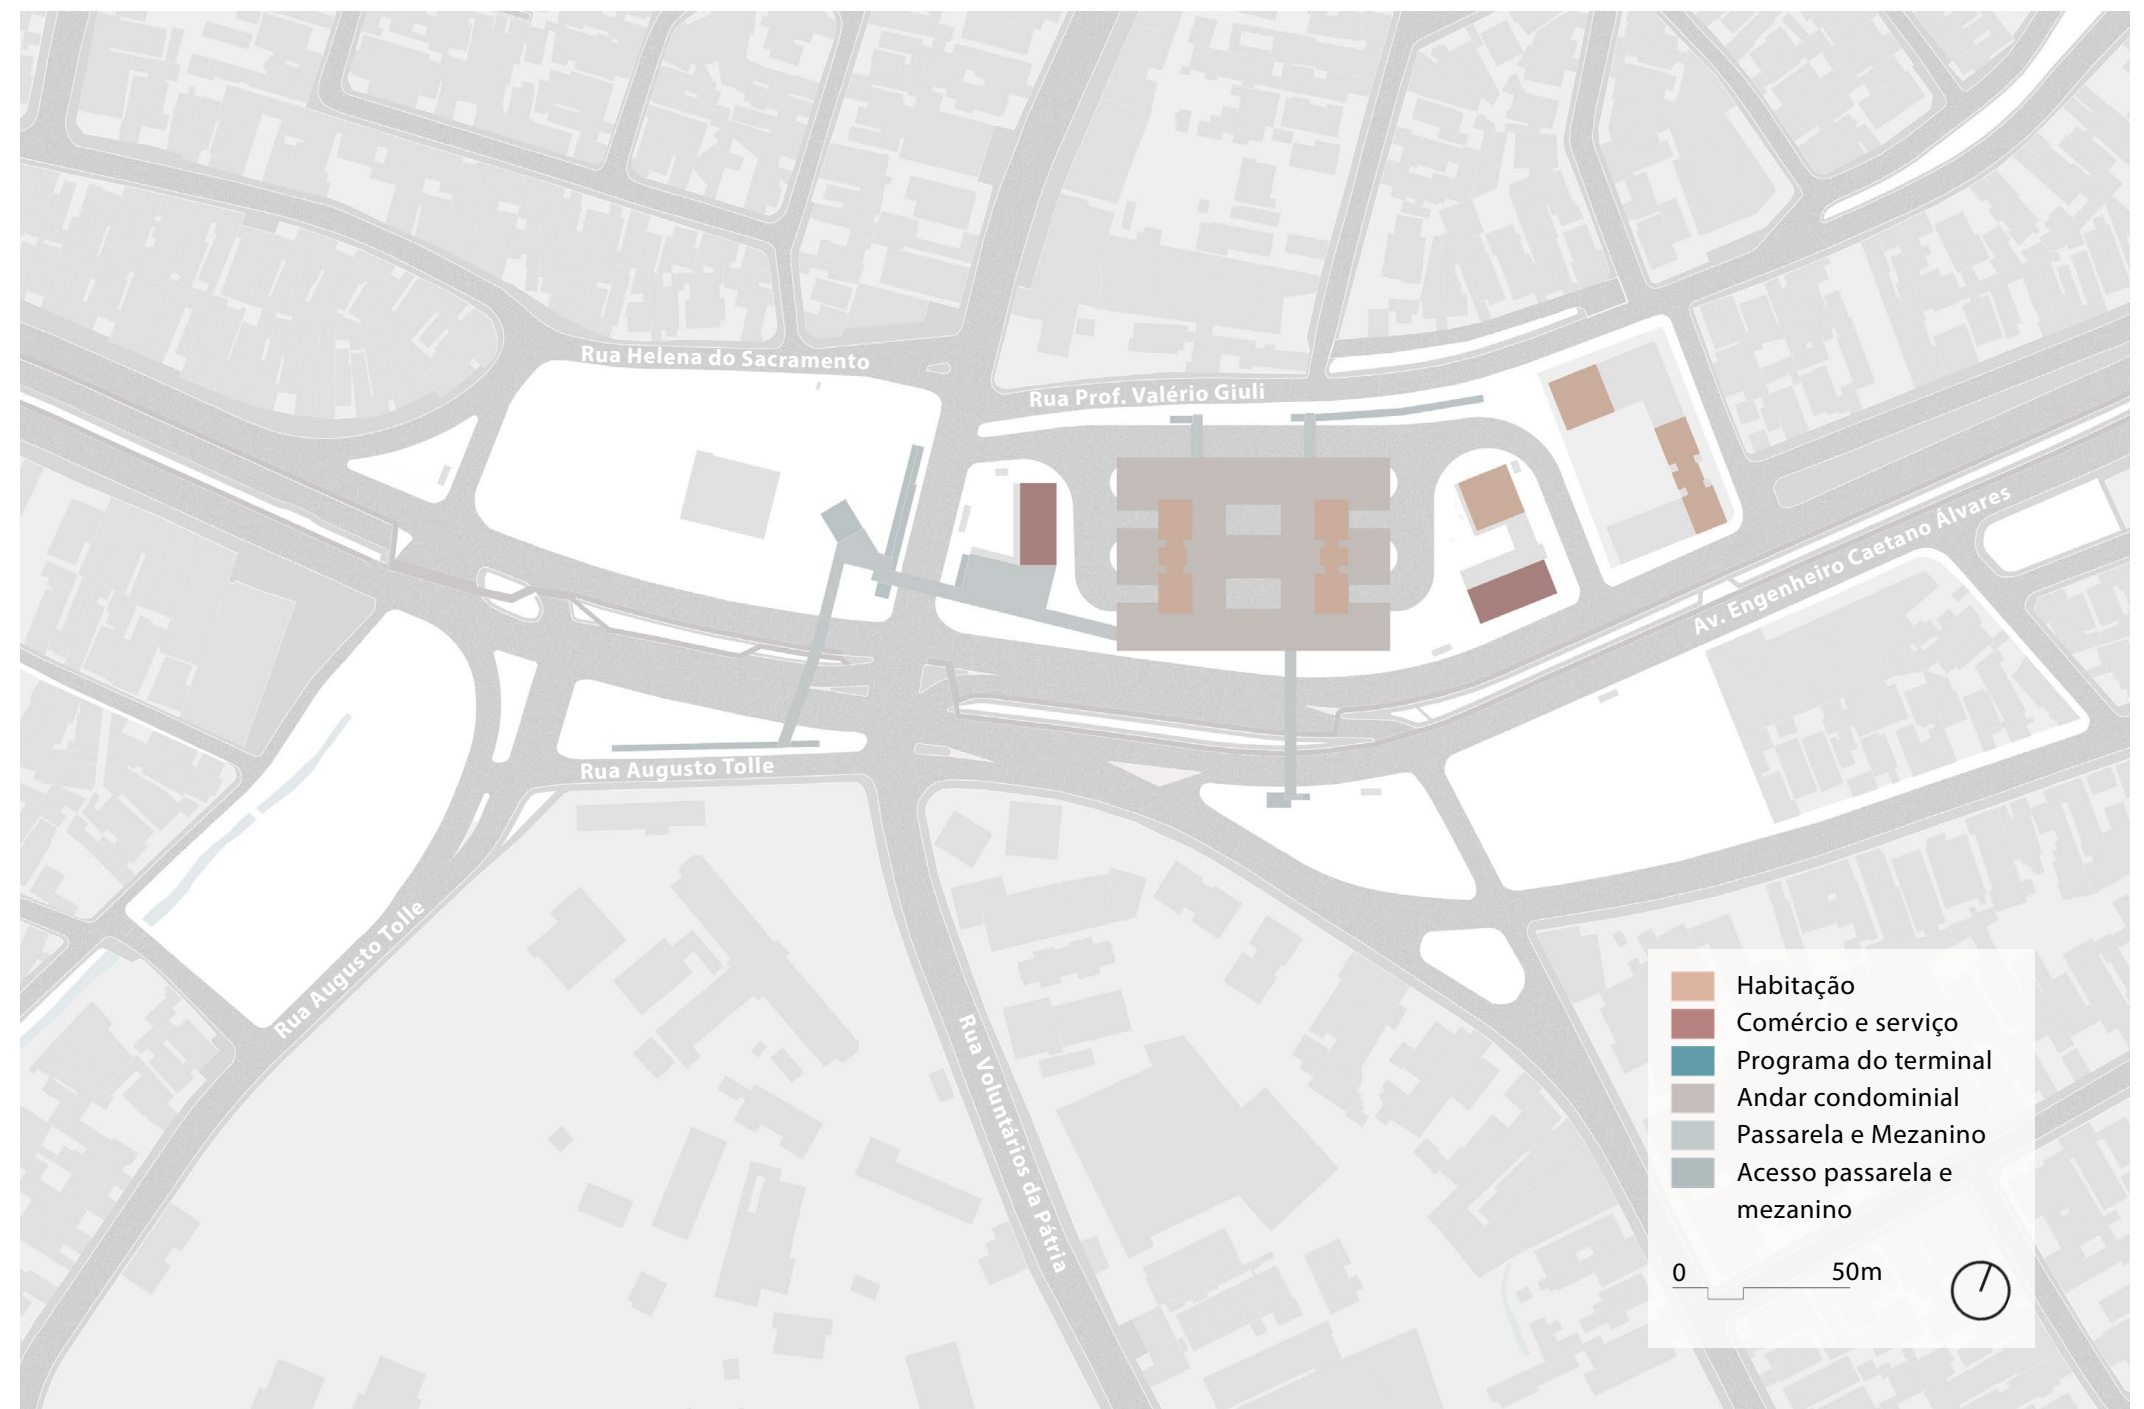 Rua Helena do Sacramento
Rua Prof. Valério Giuli
Av. Engenheiro Caetano Álvares
Rua Augusto Tolle
Rua Augusto Tolle
Rua Voluntários da Pátria
Habitação
Comércio e serviço
Programa do terminal
Andar condominial
Passarela e Mezanino
Acesso passarela e
mezanino
0 50m